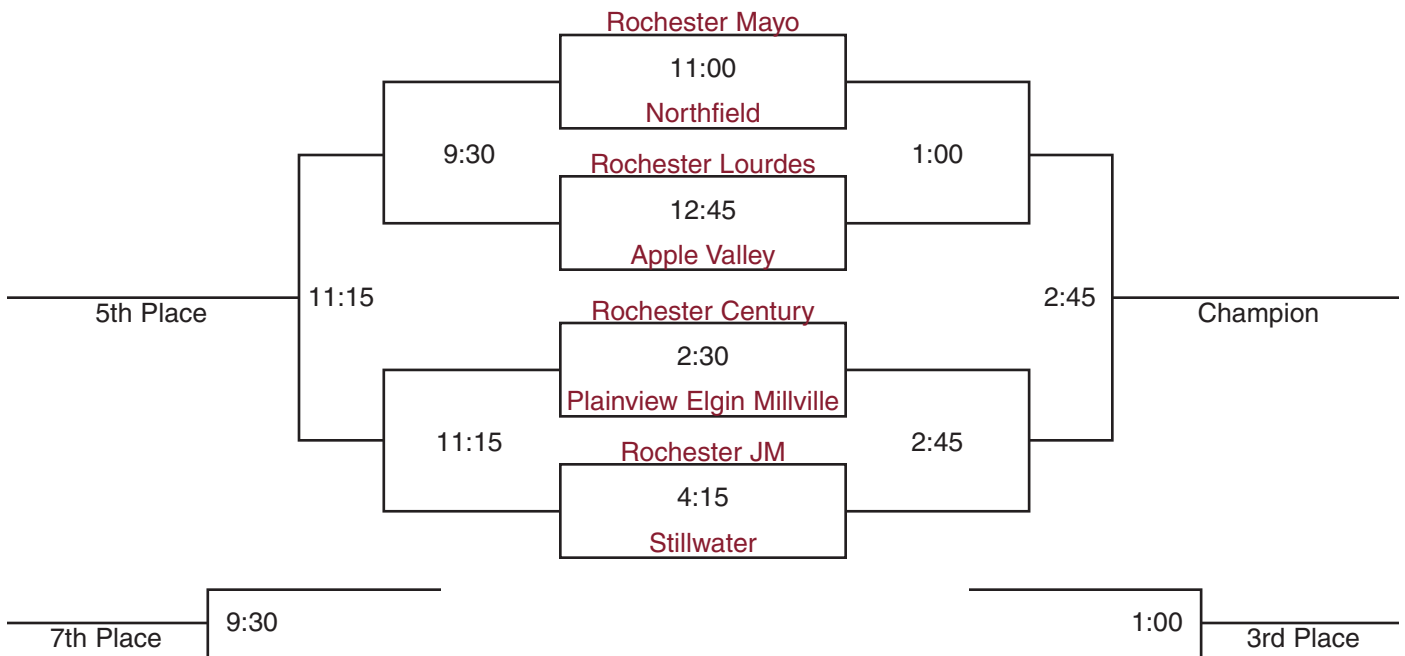 Rochester Mayo
11:00
Northfield
9:30
1:00
Rochester Lourdes
12:45
Apple Valley
11:15
2:45
5th Place
Champion
Rochester Century
2:30
Plainview Elgin Millville
11:15
2:45
Rochester JM
4:15
Stillwater
9:30
1:00
7th Place
3rd Place